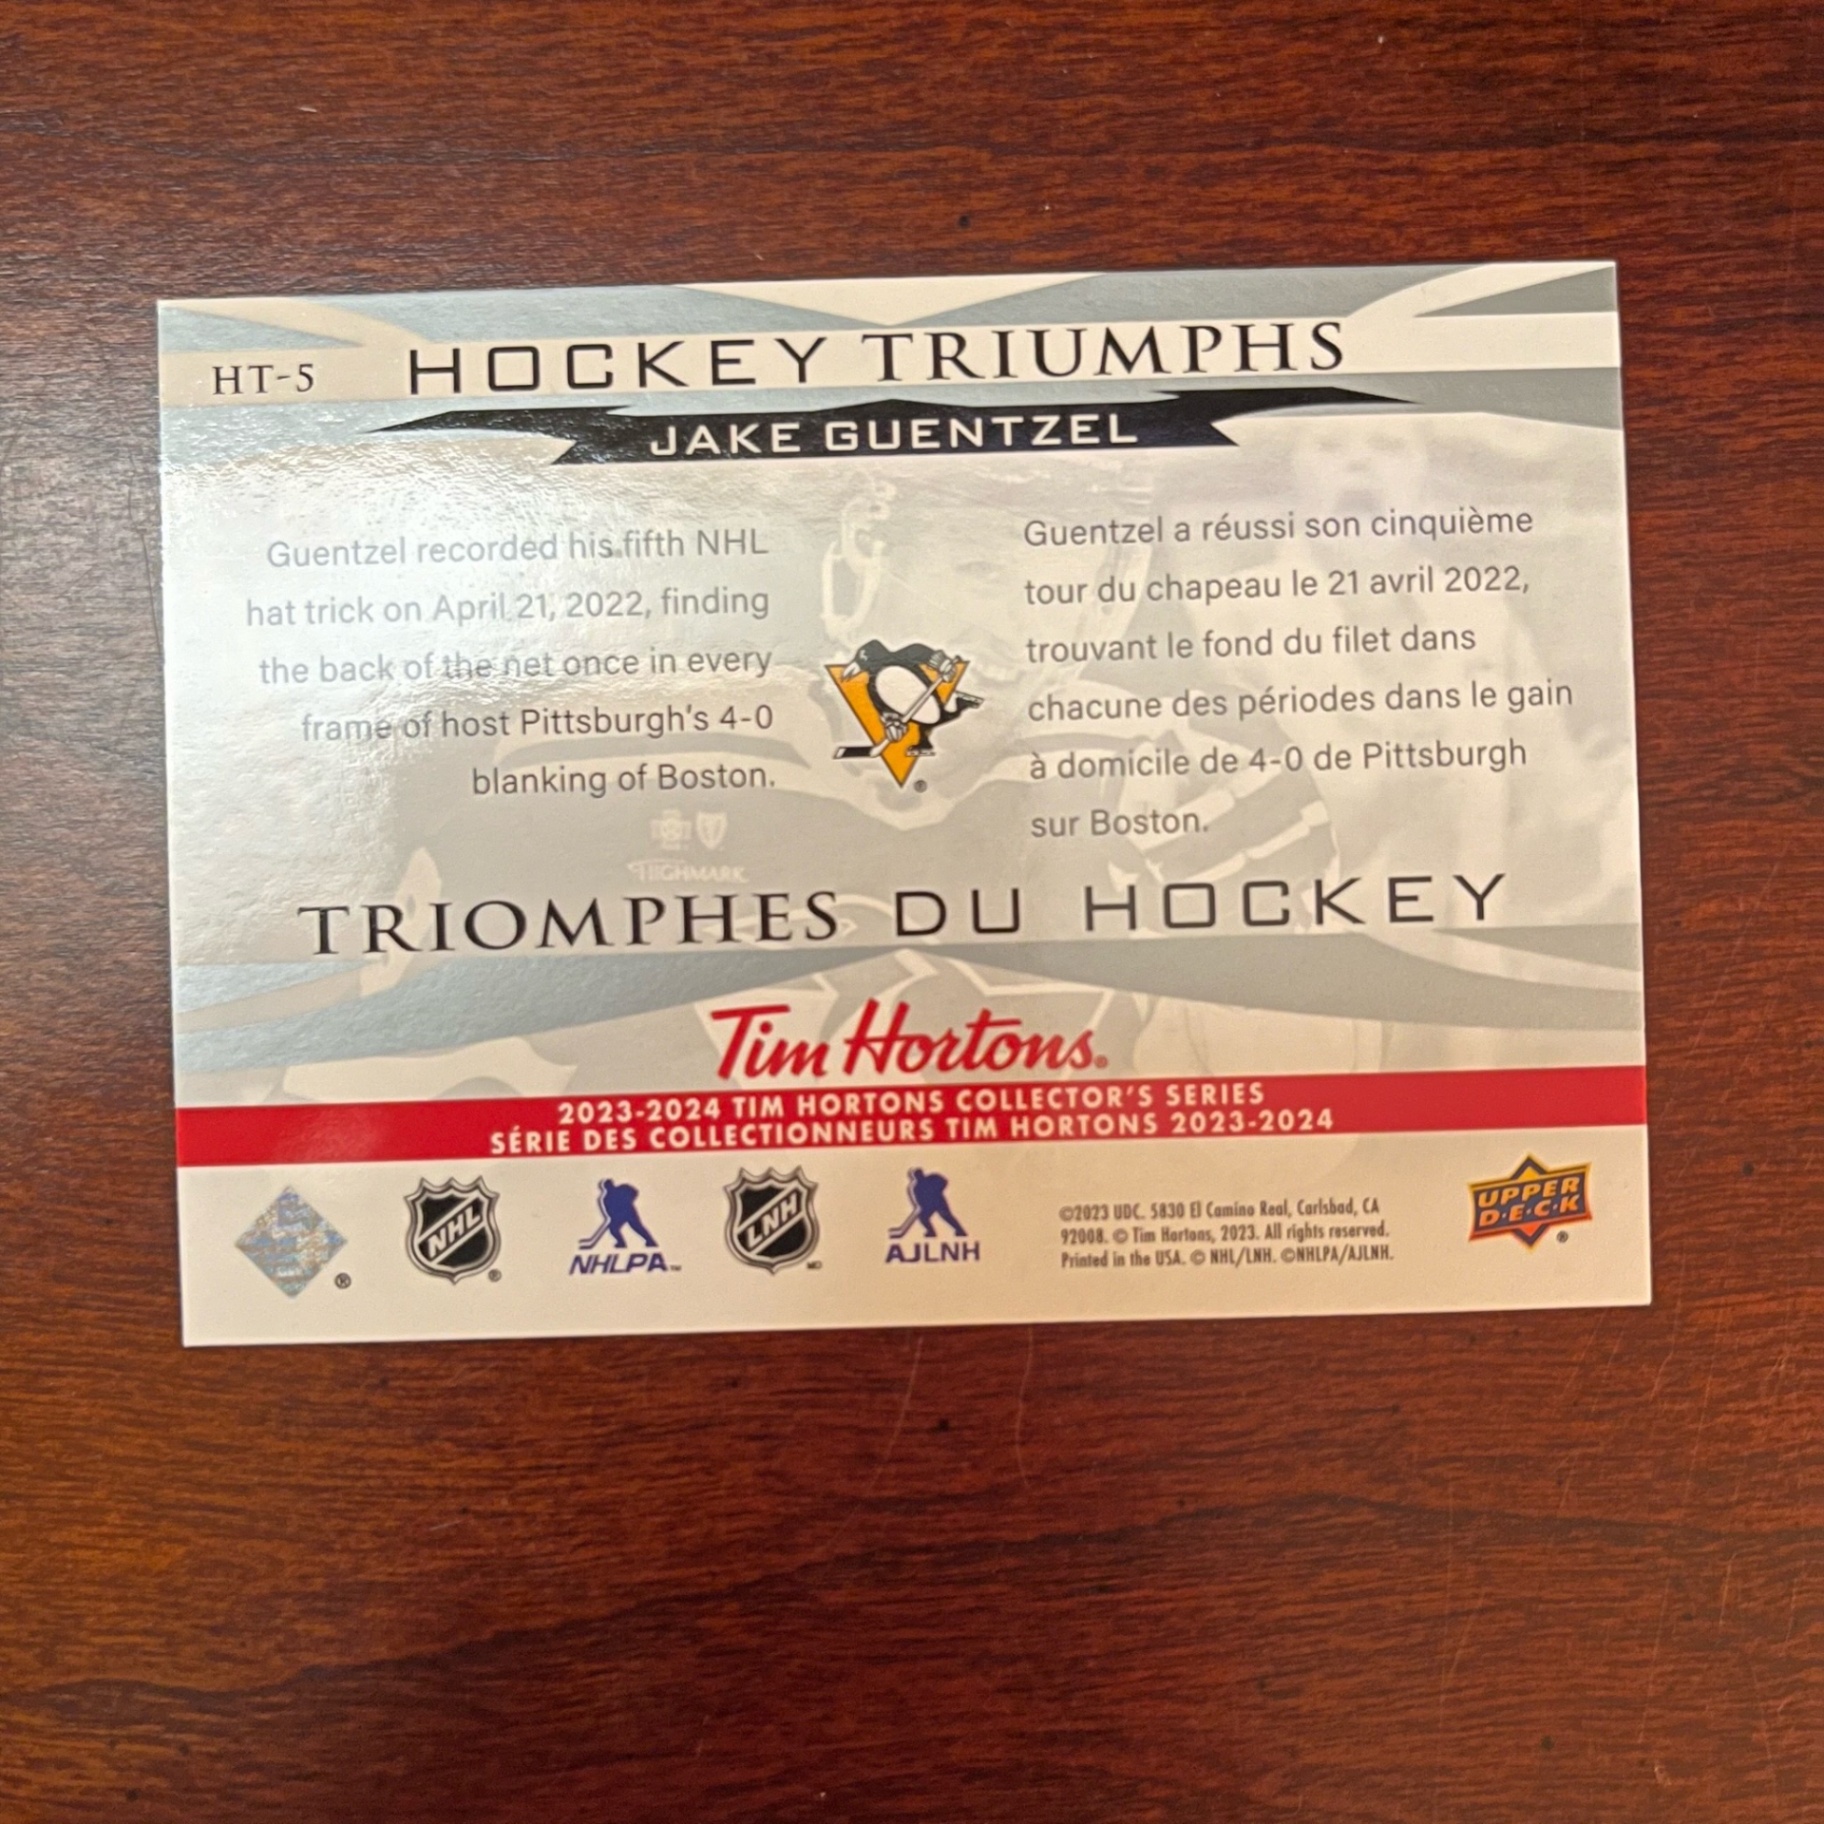 HT-5 HOCKEY TRIUMPHS
JAKE GUENTZEL
Guentzel recorded his fifth NHL
hat trick on April 21, 2022, finding
the back of the net once in every
frame of host Pittsburgh's 4-0
blanking of Boston.
Guentzel a réussi son cinquième
tour du chapeau le 21 avril 2022,
trouvant le fond du filet dans
chacune des périodes dans le gain
à domicile de 4-0 de Pittsburgh
sur Boston.
HIGHMARK
TRIOMPHES DU HOCKEY
Tim Hortons®
2023-2024 TIM HORTONS COLLECTOR'S SERIES
SÉRIE DES COLLECTIONNEURS TIM HORTONS 2023-2024
NHL®
NHLPA™
LNH MD
AJLNH
©2023 UDC. 5830 El Camino Real, Carlsbad, CA
92008. © Tim Hortons, 2023. All rights reserved.
Printed in the USA. © NHL/LNH. ©NHLPA/AJLNH.
UPPER
D·E·C·K®